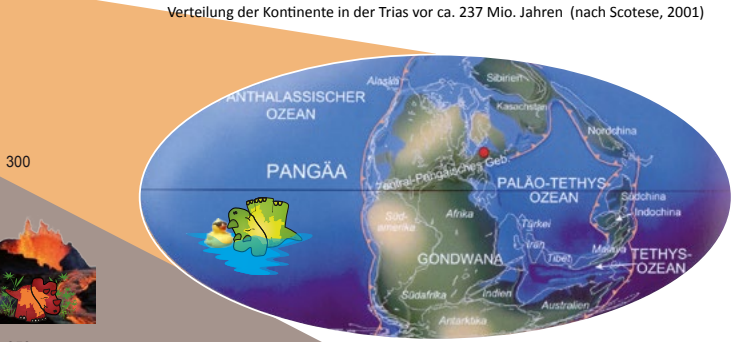 Verteilung der Kontinente in der Trias vor ca. 237 Mio. Jahren (nach Scotese, 2001)
Alaska
Sibirien
ANTHALASSISCHER
OZEAN
Kasachstan
Nordchina
300
PANGÄA
Zentral-Pangäisches Geb.
PALÄO-TETHYS-
OZEAN
Südchina
Indochina
Süd-
amerika
Afrika
Türkei
Iran
Tibet
Malaya
TETHYS-
OZEAN
GONDWANA
Südafrika
Indien
Australien
Antarktika